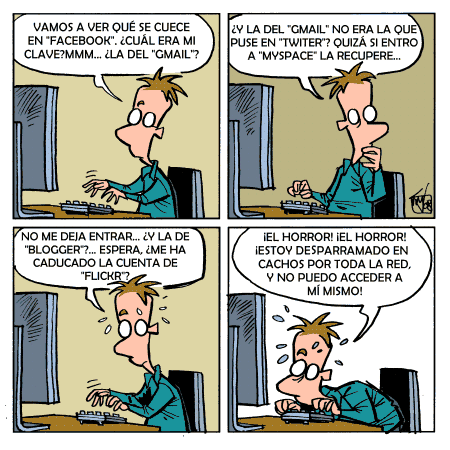 VAMOS A VER QUÉ SE CUECE
EN "FACEBOOK". ¿CUÁL ERA MI
CLAVE?MMM... ¿LA DEL "GMAIL"?
¿Y LA DEL "GMAIL" NO ERA LA QUE
PUSE EN "TWITER"? QUIZÁ SI ENTRO
A "MYSPACE" LA RECUPERE...
NO ME DEJA ENTRAR... ¿Y LA DE
"BLOGGER"?... ESPERA, ¿ME HA
CADUCADO LA CUENTA DE
"FLICKR"?
¡EL HORROR! ¡EL HORROR!
¡ESTOY DESPARRAMADO EN
CACHOS POR TODA LA RED,
Y NO PUEDO ACCEDER A
MÍ MISMO!